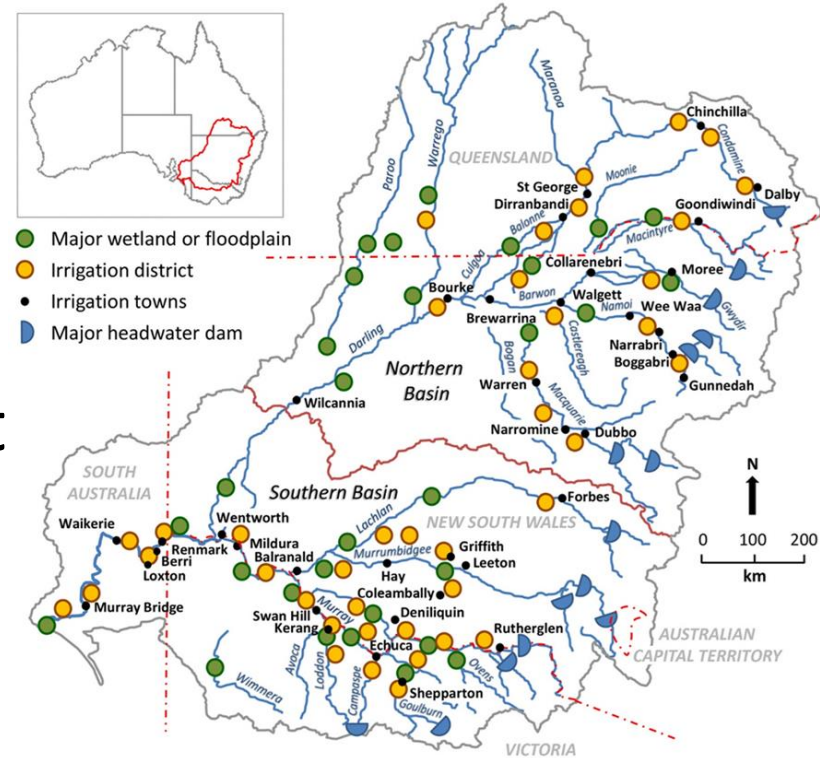 Major wetland or floodplain
Irrigation district
Irrigation towns
Major headwater dam
QUEENSLAND
Paroo
Warrego
Maranoa
Chinchilla
Condamine
Dalby
Moonie
St George
Dirranbandi
Goondiwindi
Balonne
Macintyre
Culgoa
Collarenebri
Moree
Bourke
Barwon
Walgett
Gwydir
Brewarrina
Namoi
Wee Waa
Darling
Castlereagh
Narrabri
Bogan
Boggabri
Northern
Basin
Warren
Macquarie
Gunnedah
Wilcannia
Narromine
Dubbo
t
SOUTH
AUSTRALIA
Southern Basin
N
Lachlan
Forbes
NEW SOUTH WALES
Waikerie
Wentworth
Mildura
Renmark
Balranald
Murrumbidgee
Griffith
0 100 200
km
Berri
Loxton
Hay
Leeton
Coleambally
Murray Bridge
Murray
Deniliquin
Swan Hill
Kerang
Rutherglen
Echuca
AUSTRALIAN
CAPITAL TERRITORY
Avoca
Loddon
Campaspe
Ovens
Wimmera
Shepparton
Goulburn
VICTORIA